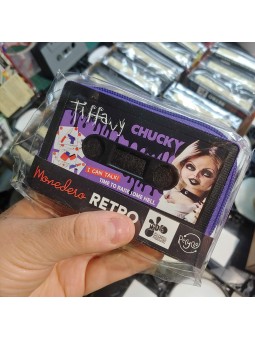 Tiffany
CHUCKY
I CAN TALK!
TIME TO RAISE SOME HELL
Monedero
RETRO